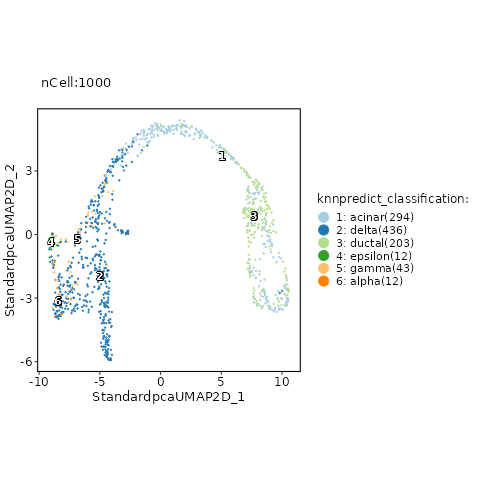 nCell:1000
StandardpcaUMAP2D_2
3
0
-3
-6
-10
-5
0
5
10
StandardpcaUMAP2D_1
1
2
3
4
5
6
knnpredict_classification:
1: acinar(294)
2: delta(436)
3: ductal(203)
4: epsilon(12)
5: gamma(43)
6: alpha(12)